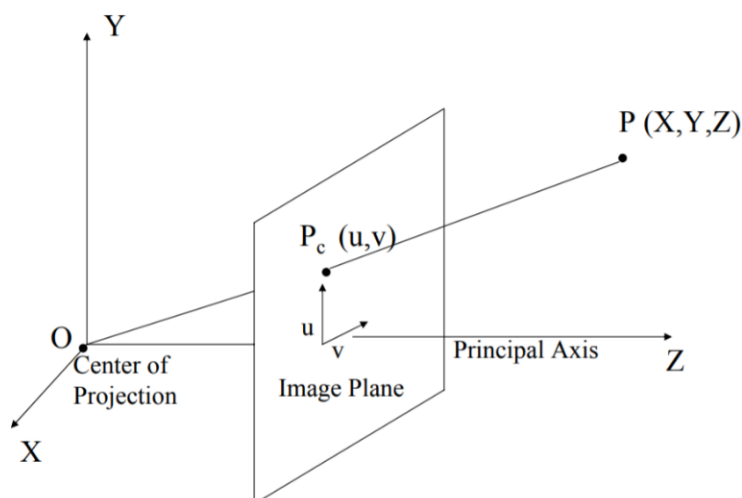 Y
P (X,Y,Z)
P_c (u,v)
O
u
v
Principal Axis
Z
Center of
Projection
Image Plane
X